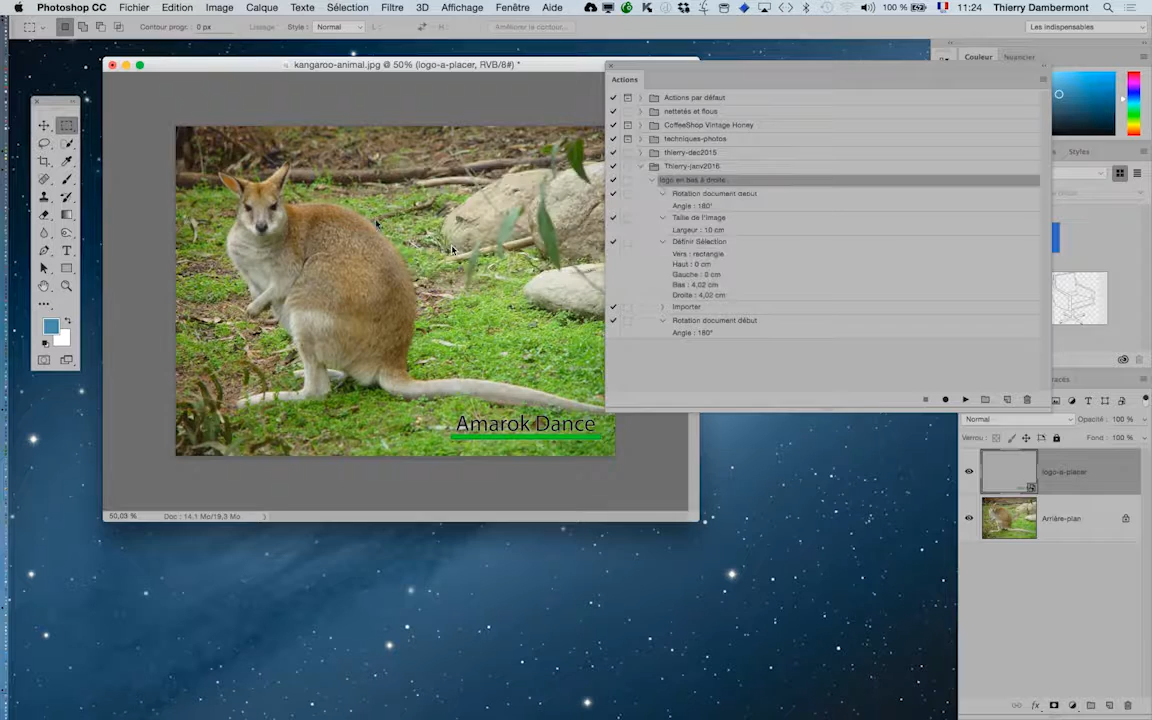 Photoshop CC Fichier Edition Image Calque Texte Sélection Filtre 3D Affichage Fenêtre Aide 100 % 11:24 Thierry Dambermont
Contour prog. : 0 px Lissage Style : Normal Améliorer le contour... Les indispensables
kangaroo-animal.jpg @ 50% (logo-a-placer, RVB/8#) *
Couleur Nuancier
Actions
Actions par défaut
nettetés et flous
CoffeeShop Vintage Honey
techniques-photos
thierry-dec2015
Styles
Thierry-janv2016
logo en bas à droite
Rotation document début
Angle : 180°
Taille de l'image
Largeur : 10 cm
Définir Sélection
Vers : rectangle
Haut : 0 cm
Gauche : 0 cm
Bas : 4,02 cm
Droite : 4,02 cm
Importer
Rotation document début
Angle : 180°
Amarok Dance
Normal Opacité : 100 %
Verrou : Fond : 100 %
logo-a-placer
Arrière-plan
50,03 % Doc : 14,1 Mo/19,3 Mo